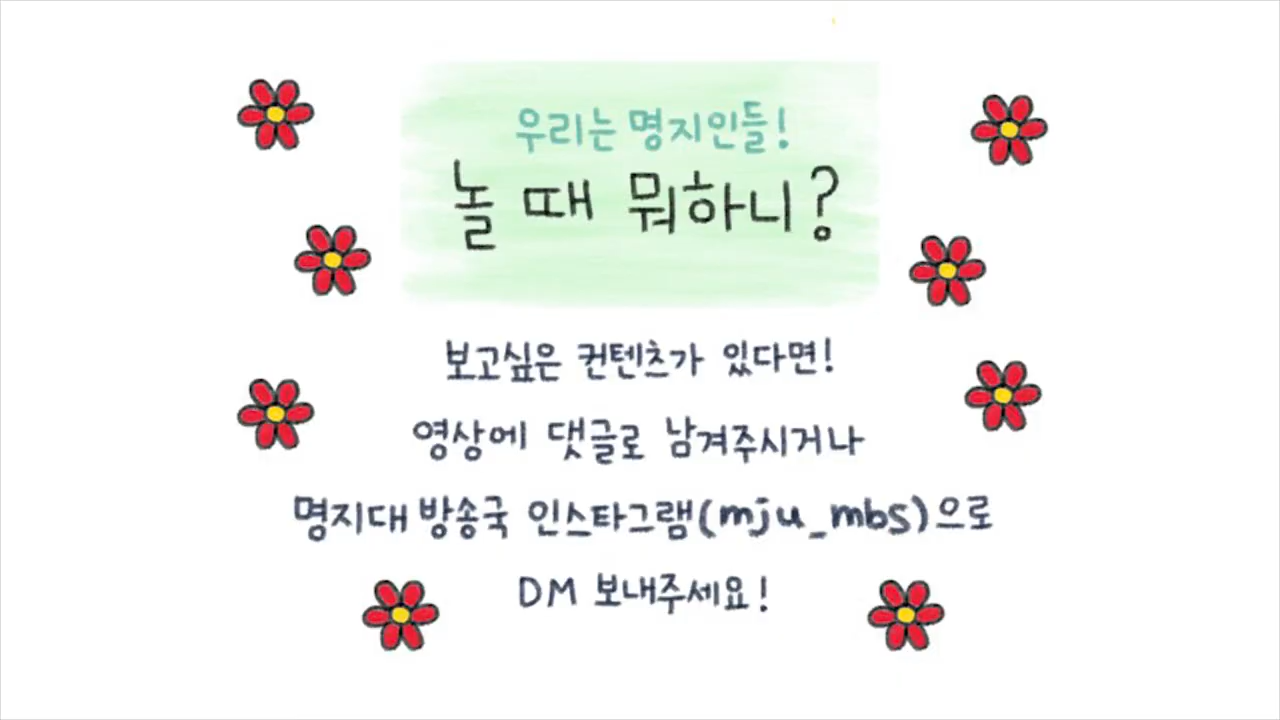 우리는 명지인들!
놀 때 뭐하니?
보고싶은 컨텐츠가 있다면!
영상에 댓글로 남겨주시거나
명지대 방송국 인스타그램(mju_mbs)으로
DM 보내주세요!